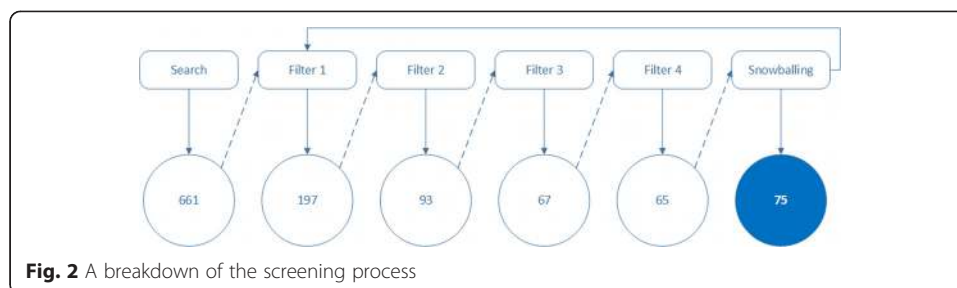 Search Filter 1 Filter 2 Filter 3 Filter 4 Snowballing
661 197 93 67 65 75
Fig. 2 A breakdown of the screening process